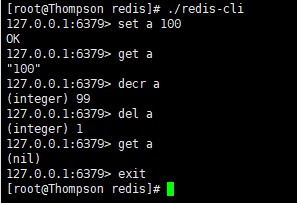 [root@Thompson redis]# ./redis-cli
127.0.0.1:6379> set a 100
OK
127.0.0.1:6379> get a
"100"
127.0.0.1:6379> decr a
(integer) 99
127.0.0.1:6379> del a
(integer) 1
127.0.0.1:6379> get a
(nil)
127.0.0.1:6379> exit
[root@Thompson redis]#